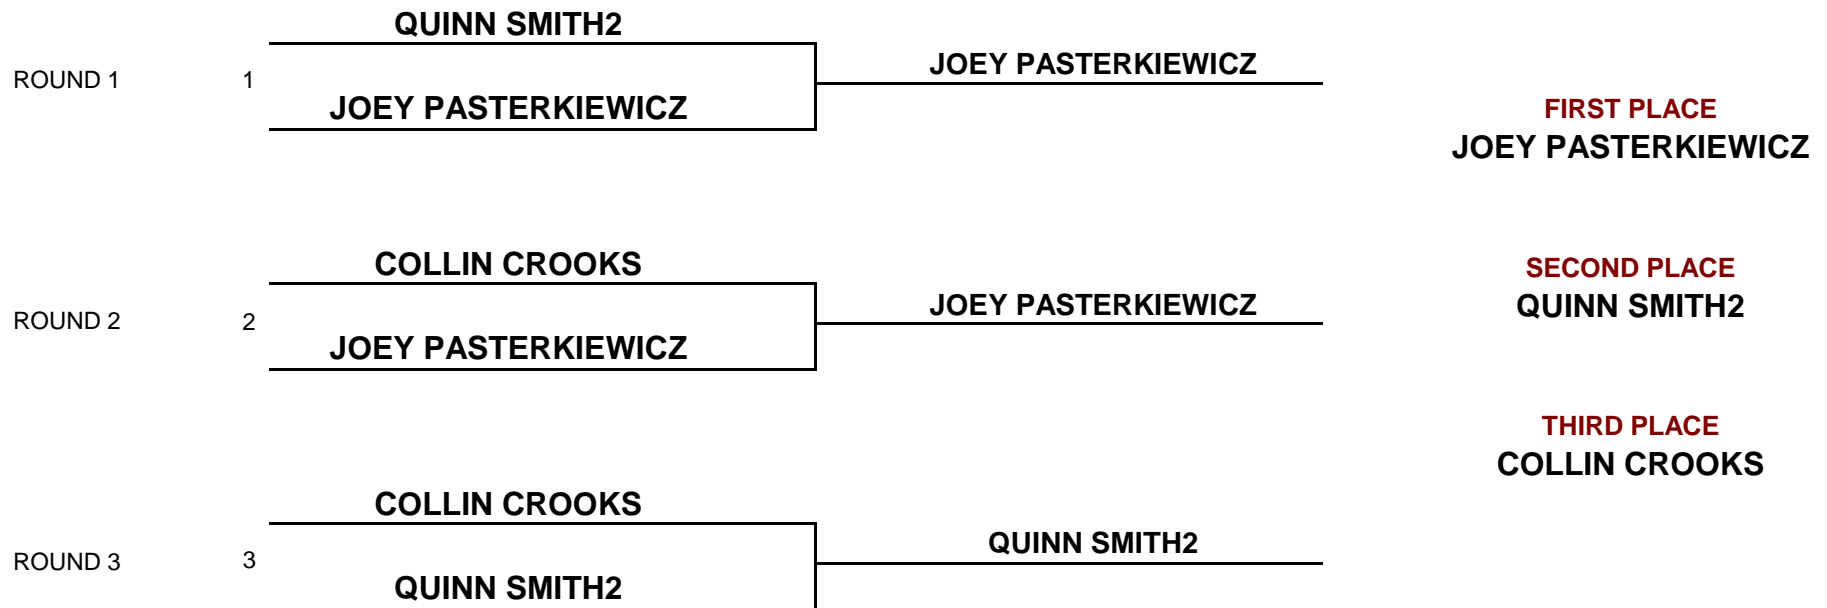 QUINN SMITH2
ROUND 1
1
JOEY PASTERKIEWICZ
JOEY PASTERKIEWICZ
FIRST PLACE
JOEY PASTERKIEWICZ
COLLIN CROOKS
ROUND 2
2
JOEY PASTERKIEWICZ
JOEY PASTERKIEWICZ
SECOND PLACE
QUINN SMITH2
THIRD PLACE
COLLIN CROOKS
COLLIN CROOKS
ROUND 3
3
QUINN SMITH2
QUINN SMITH2